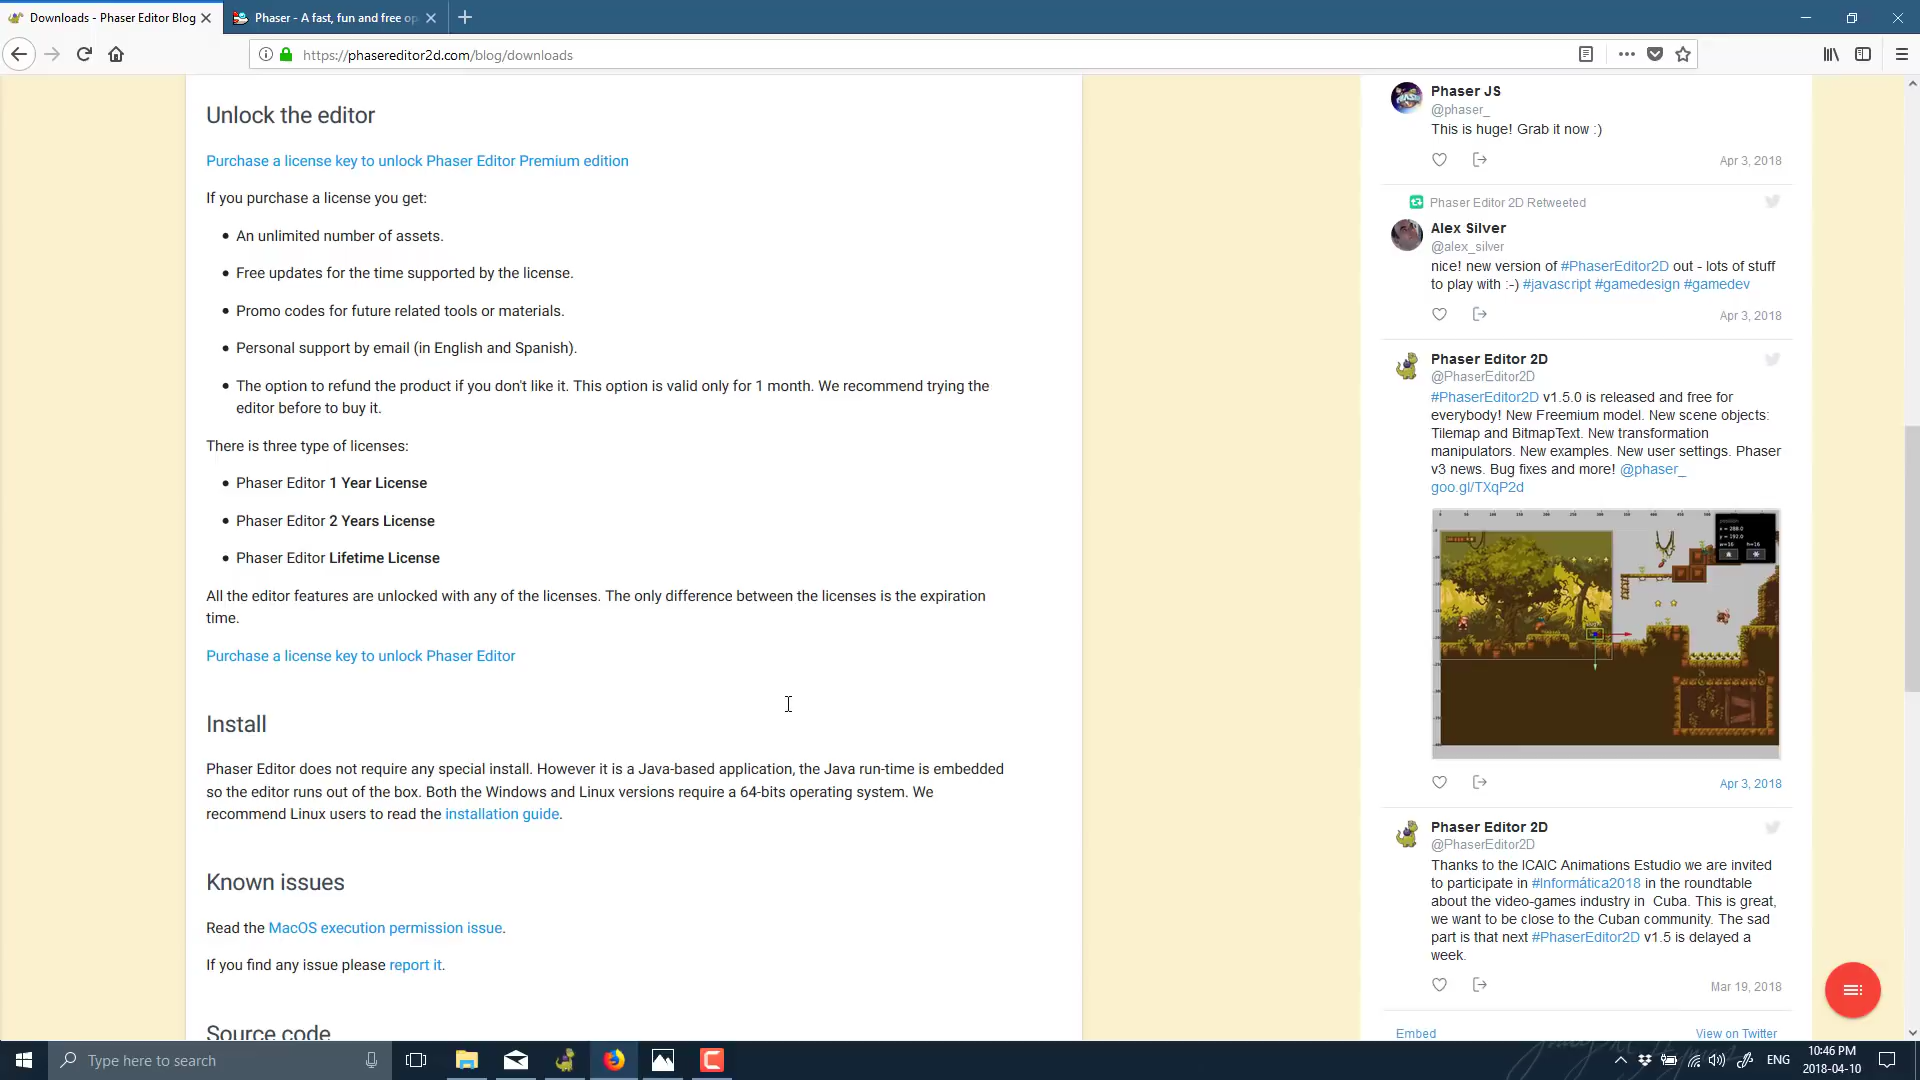 Downloads - Phaser Editor Blog
Phaser - A fast, fun and free op
https://phasereditor2d.com/blog/downloads
Unlock the editor
Purchase a license key to unlock Phaser Editor Premium edition
If you purchase a license you get:
An unlimited number of assets.
Free updates for the time supported by the license.
Promo codes for future related tools or materials.
Personal support by email (in English and Spanish).
The option to refund the product if you don't like it. This option is valid only for 1 month. We recommend trying the
editor before to buy it.
There is three type of licenses:
Phaser Editor 1 Year License
Phaser Editor 2 Years License
Phaser Editor Lifetime License
All the editor features are unlocked with any of the licenses. The only difference between the licenses is the expiration
time.
Purchase a license key to unlock Phaser Editor
Install
Phaser Editor does not require any special install. However it is a Java-based application, the Java run-time is embedded
so the editor runs out of the box. Both the Windows and Linux versions require a 64-bits operating system. We
recommend Linux users to read the installation guide.
Known issues
Read the MacOS execution permission issue.
If you find any issue please report it.
Source code
Phaser JS
@phaser_
This is huge! Grab it now :)
Apr 3, 2018
Phaser Editor 2D Retweeted
Alex Silver
@alex_silver
nice! new version of #PhaserEditor2D out - lots of stuff
to play with :-) #javascript #gamedesign #gamedev
Apr 3, 2018
Phaser Editor 2D
@PhaserEditor2D
#PhaserEditor2D v1.5.0 is released and free for
everybody! New Freemium model. New scene objects:
Tilemap and BitmapText. New transformation
manipulators. New examples. New user settings. Phaser
v3 news. Bug fixes and more! @phaser_
goo.gl/TXqP2d
Apr 3, 2018
Phaser Editor 2D
@PhaserEditor2D
Thanks to the ICAIC Animations Estudio we are invited
to participate in #Informática2018 in the roundtable
about the video-games industry in Cuba. This is great,
we want to be close to the Cuban community. The sad
part is that next #PhaserEditor2D v1.5 is delayed a
week.
Mar 19, 2018
Embed
View on Twitter
Type here to search
ENG
10:46 PM
2018-04-10